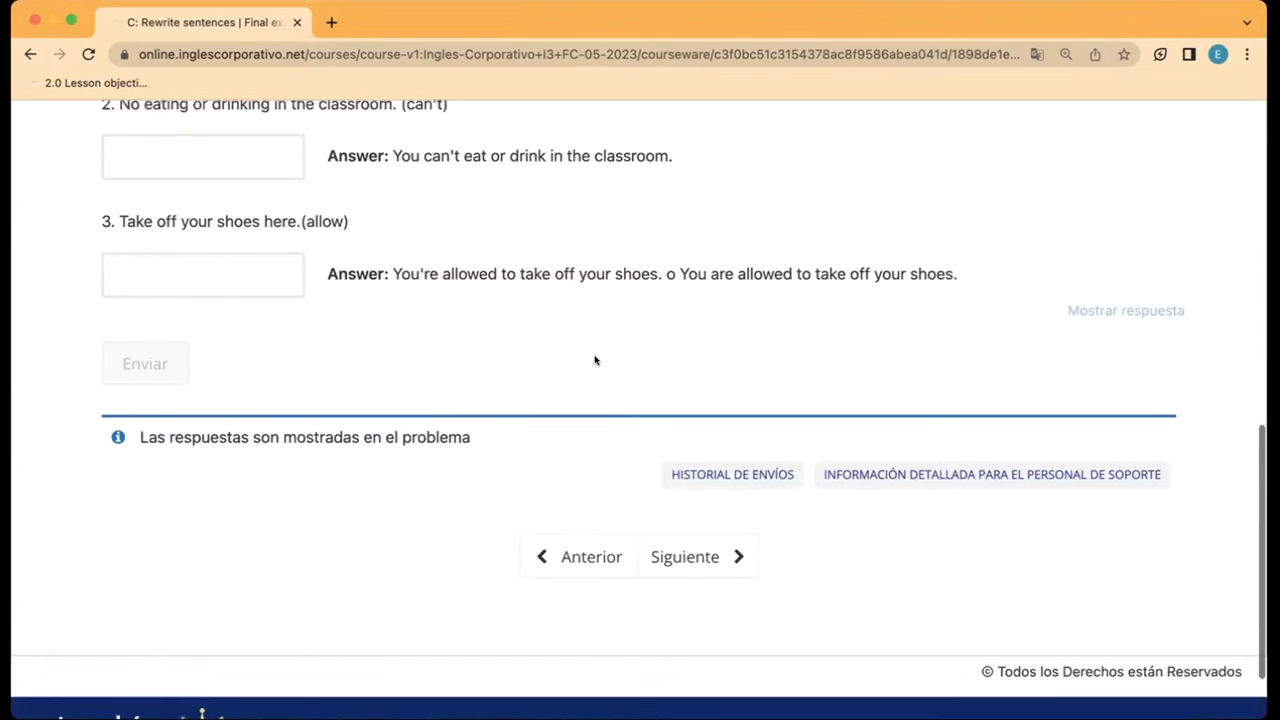 C: Rewrite sentences | Final ex
online.inglescorporativo.net/courses/course-v1:Ingles-Corporativo+I3+FC-05-2023/courseware/c3f0bc51c3154378ac8f9586abea041d/1898de1e...
E
2.0 Lesson objecti...
2. No eating or drinking in the classroom. (can't)
Answer: You can't eat or drink in the classroom.
3. Take off your shoes here.(allow)
Answer: You're allowed to take off your shoes. o You are allowed to take off your shoes.
Mostrar respuesta
Enviar
Las respuestas son mostradas en el problema
HISTORIAL DE ENVÍOS INFORMACIÓN DETALLADA PARA EL PERSONAL DE SOPORTE
Anterior Siguiente
© Todos los Derechos están Reservados